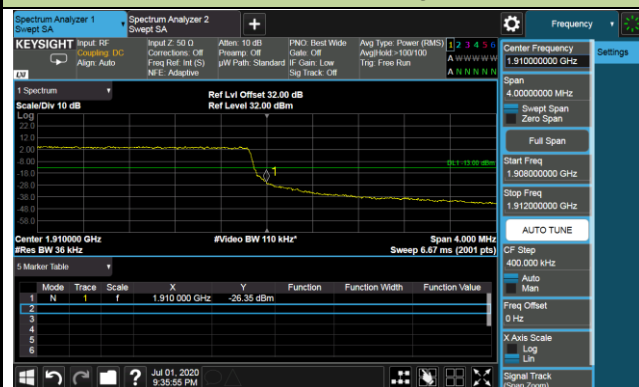 Spectrum Analyzer 1
Swept SA
Spectrum Analyzer 2
Swept SA
+
Frequency
KEYSIGHT
LXI
Input: RF
Coupling: DC
Align: Auto
Input Z: 50 Ω
Corrections: Off
Freq Ref: Int (S)
NFE: Adaptive
Atten: 10 dB
Preamp: Off
µW Path: Standard
PNO: Best Wide
Gate: Off
IF Gain: Low
Sig Track: Off
Avg Type: Power (RMS)
Avg|Hold:>100/100
Trig: Free Run
1 2 3 4 5 6
A W W W W W
A N N N N N
1 Spectrum
Scale/Div 10 dB
Ref Lvl Offset 32.00 dB
Ref Level 32.00 dBm
Log
22.0
12.0
2.00
-8.00
-18.0
-28.0
-38.0
-48.0
-58.0
1
DL1 -13.00 dBm
Center 1.910000 GHz
#Res BW 36 kHz
#Video BW 110 kHz*
Span 4.000 MHz
Sweep 6.67 ms (2001 pts)
5 Marker Table
Mode Trace Scale X Y Function Function Width Function Value
1 N 1 f 1.910 000 GHz -26.35 dBm
2
3
4
5
6
Center Frequency
1.910000000 GHz
Settings
Span
4.00000000 MHz
Swept Span
Zero Span
Full Span
Start Freq
1.908000000 GHz
Stop Freq
1.912000000 GHz
AUTO TUNE
CF Step
400.000 kHz
Auto
Man
Freq Offset
0 Hz
X Axis Scale
Log
Lin
Signal Track
(Span Zoom)
?
Jul 01, 2020
9:35:55 PM